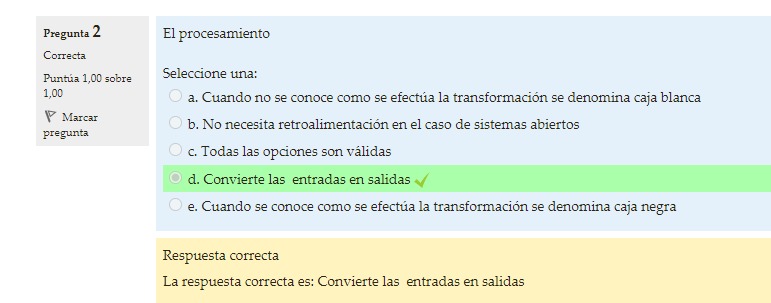 Pregunta 2
Correcta
Puntúa 1,00 sobre
1,00
Marcar
pregunta
El procesamiento
Seleccione una:
a. Cuando no se conoce como se efectúa la transformación se denomina caja blanca
b. No necesita retroalimentación en el caso de sistemas abiertos
c. Todas las opciones son válidas
d. Convierte las entradas en salidas
e. Cuando se conoce como se efectúa la transformación se denomina caja negra
Respuesta correcta
La respuesta correcta es: Convierte las entradas en salidas